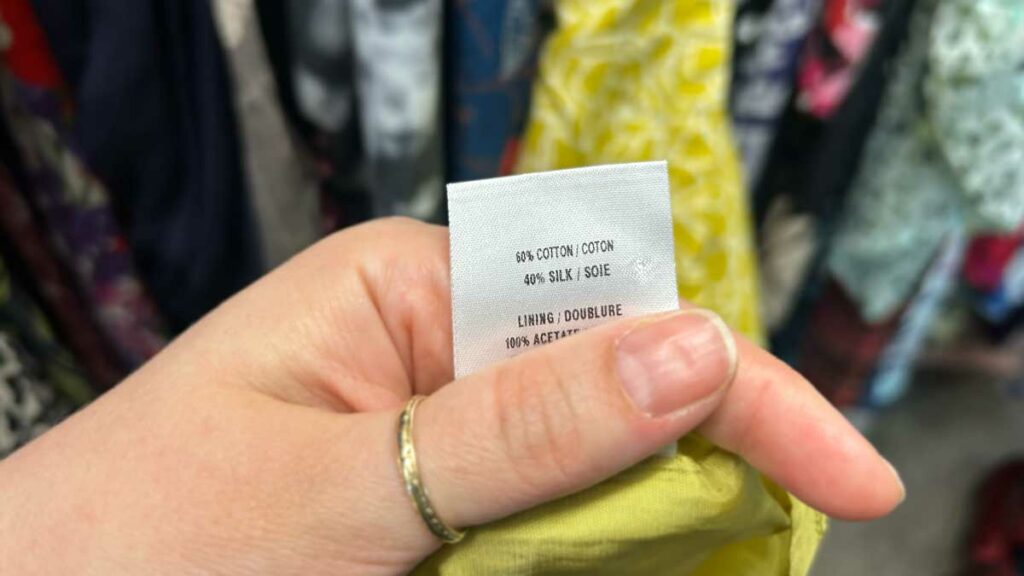 60% COTTON / COTON
40% SILK / SOIE
LINING / DOUBLURE
100% ACETATE